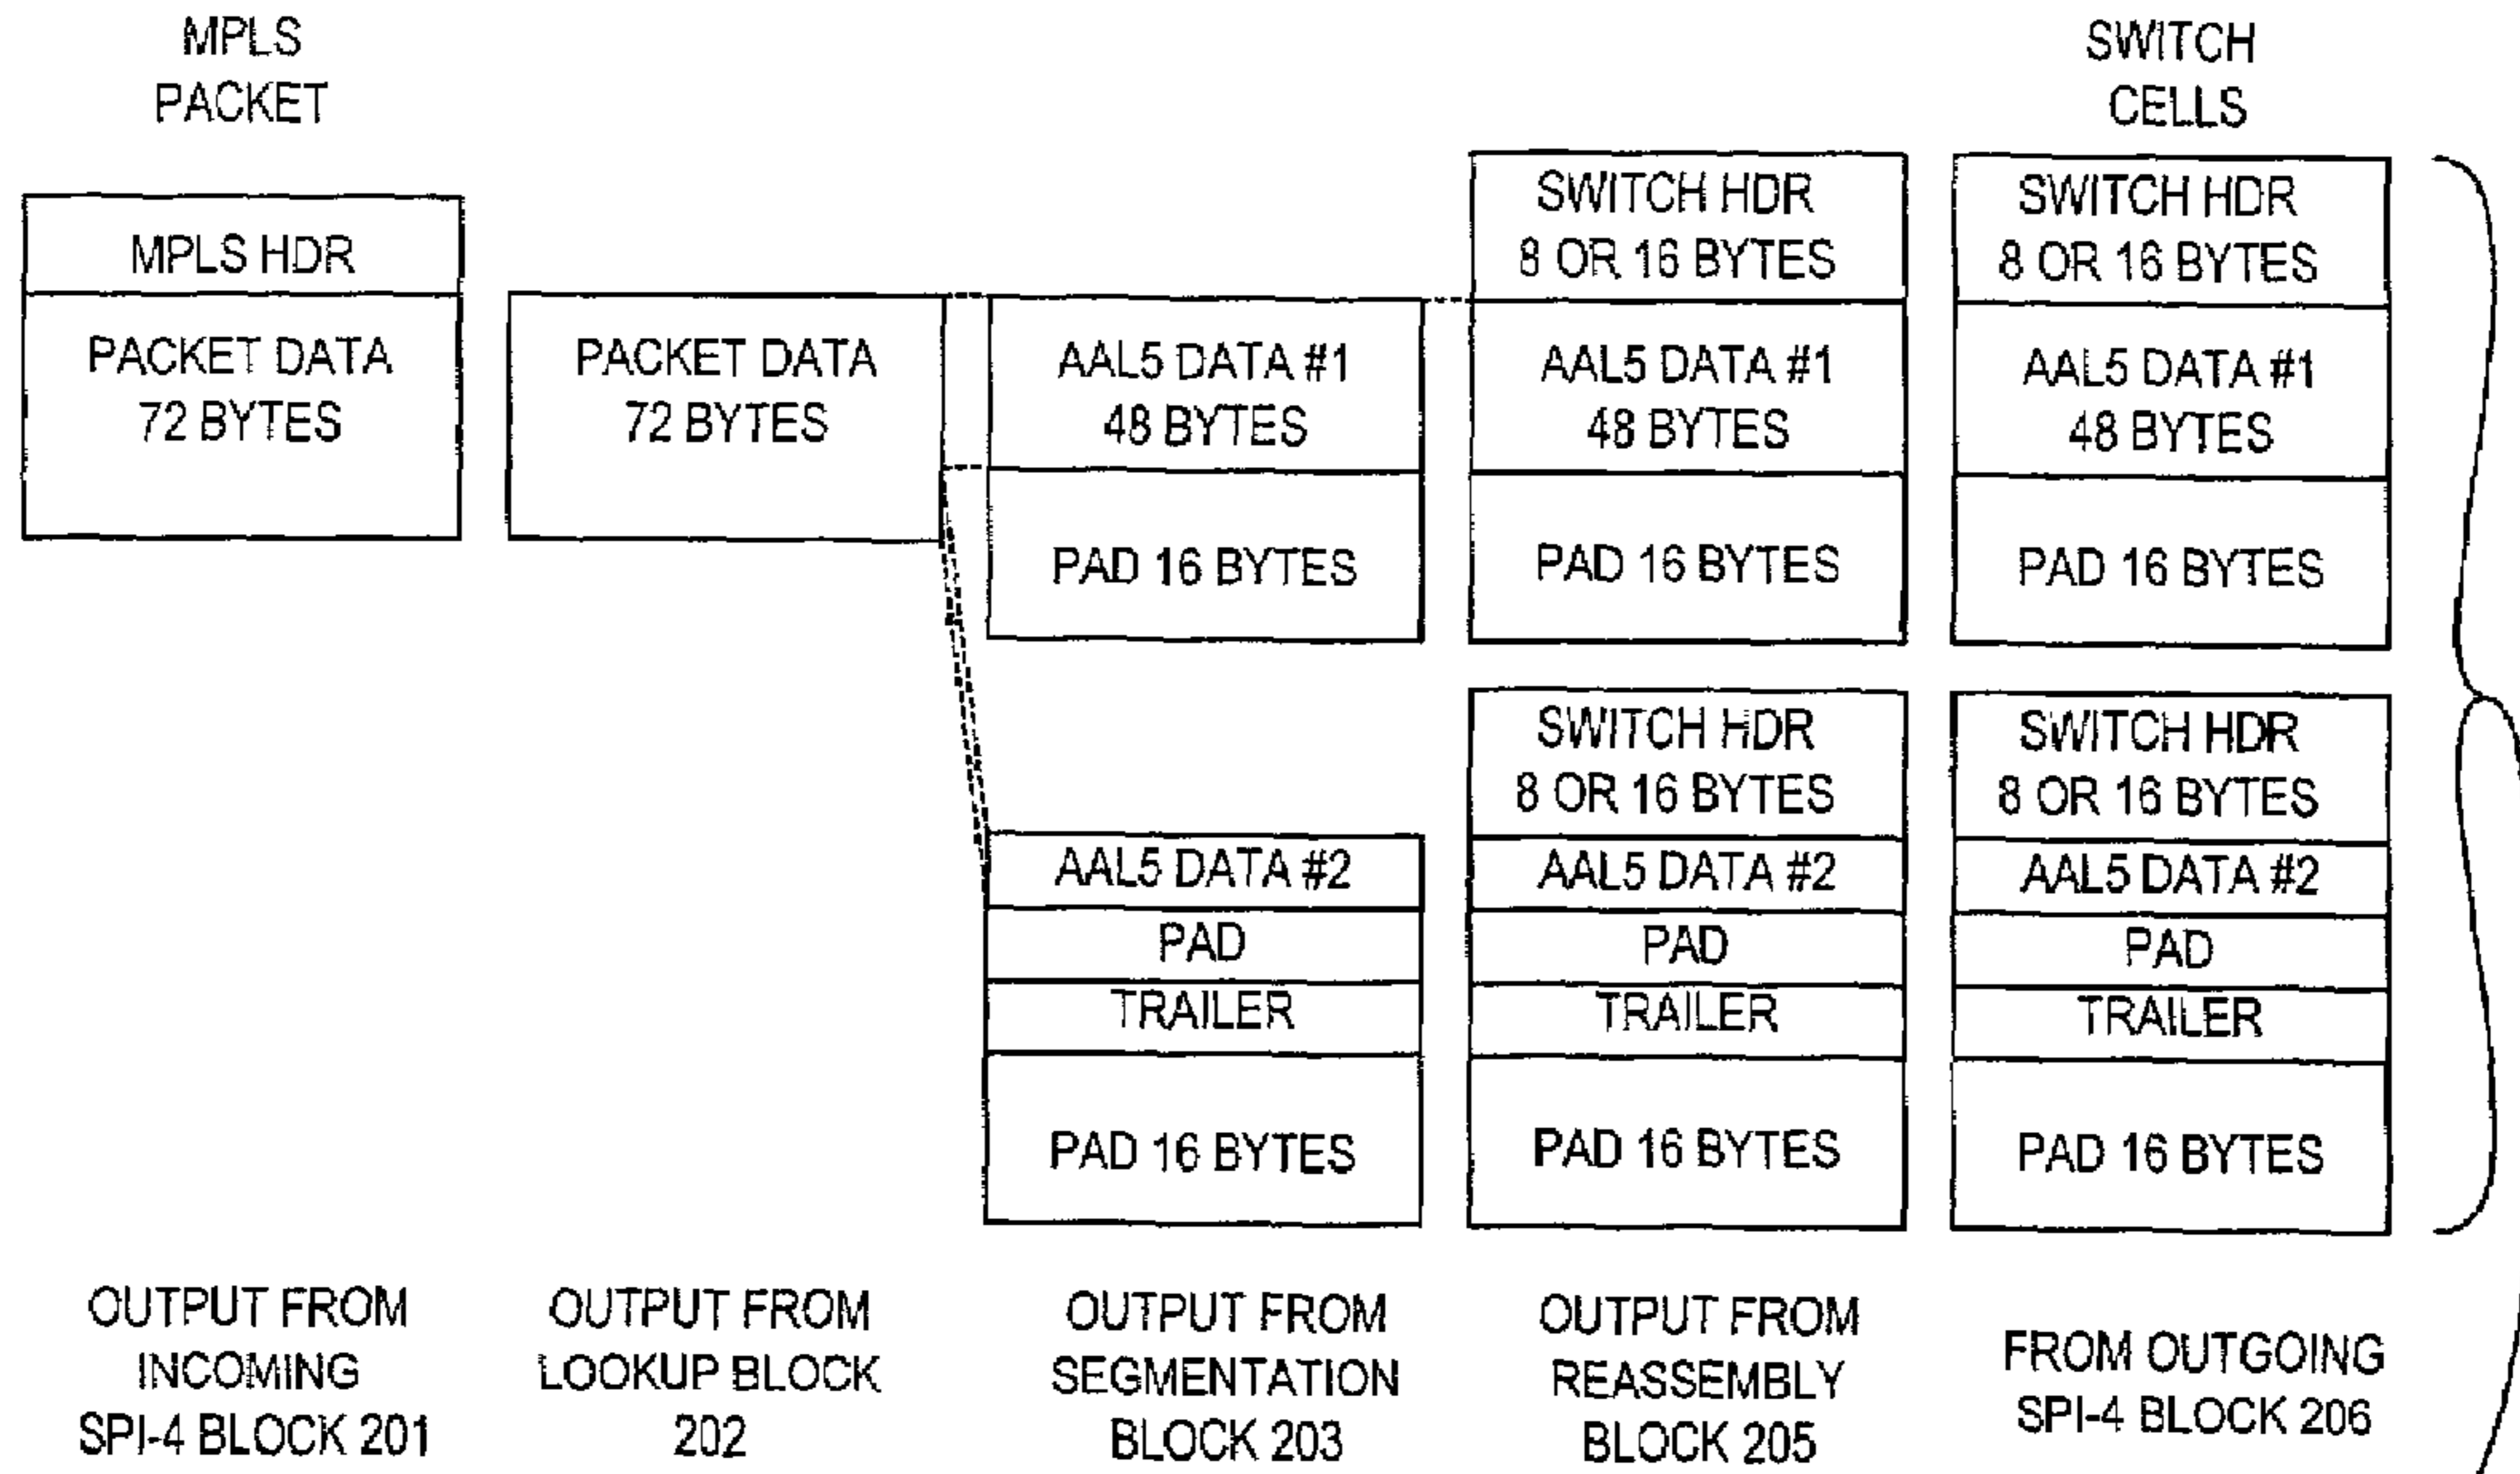 MPLS
PACKET
MPLS HDR
PACKET DATA
72 BYTES
OUTPUT FROM
INCOMING
SPI-4 BLOCK 201
PACKET DATA
72 BYTES
OUTPUT FROM
LOOKUP BLOCK
202
AAL5 DATA #1
48 BYTES
PAD 16 BYTES
AAL5 DATA #2
PAD
TRAILER
PAD 16 BYTES
OUTPUT FROM
SEGMENTATION
BLOCK 203
SWITCH HDR
8 OR 16 BYTES
AAL5 DATA #1
48 BYTES
PAD 16 BYTES
SWITCH HDR
8 OR 16 BYTES
AAL5 DATA #2
PAD
TRAILER
PAD 16 BYTES
OUTPUT FROM
REASSEMBLY
BLOCK 205
SWITCH
CELLS
SWITCH HDR
8 OR 16 BYTES
AAL5 DATA #1
48 BYTES
PAD 16 BYTES
SWITCH HDR
8 OR 16 BYTES
AAL5 DATA #2
PAD
TRAILER
PAD 16 BYTES
FROM OUTGOING
SPI-4 BLOCK 206